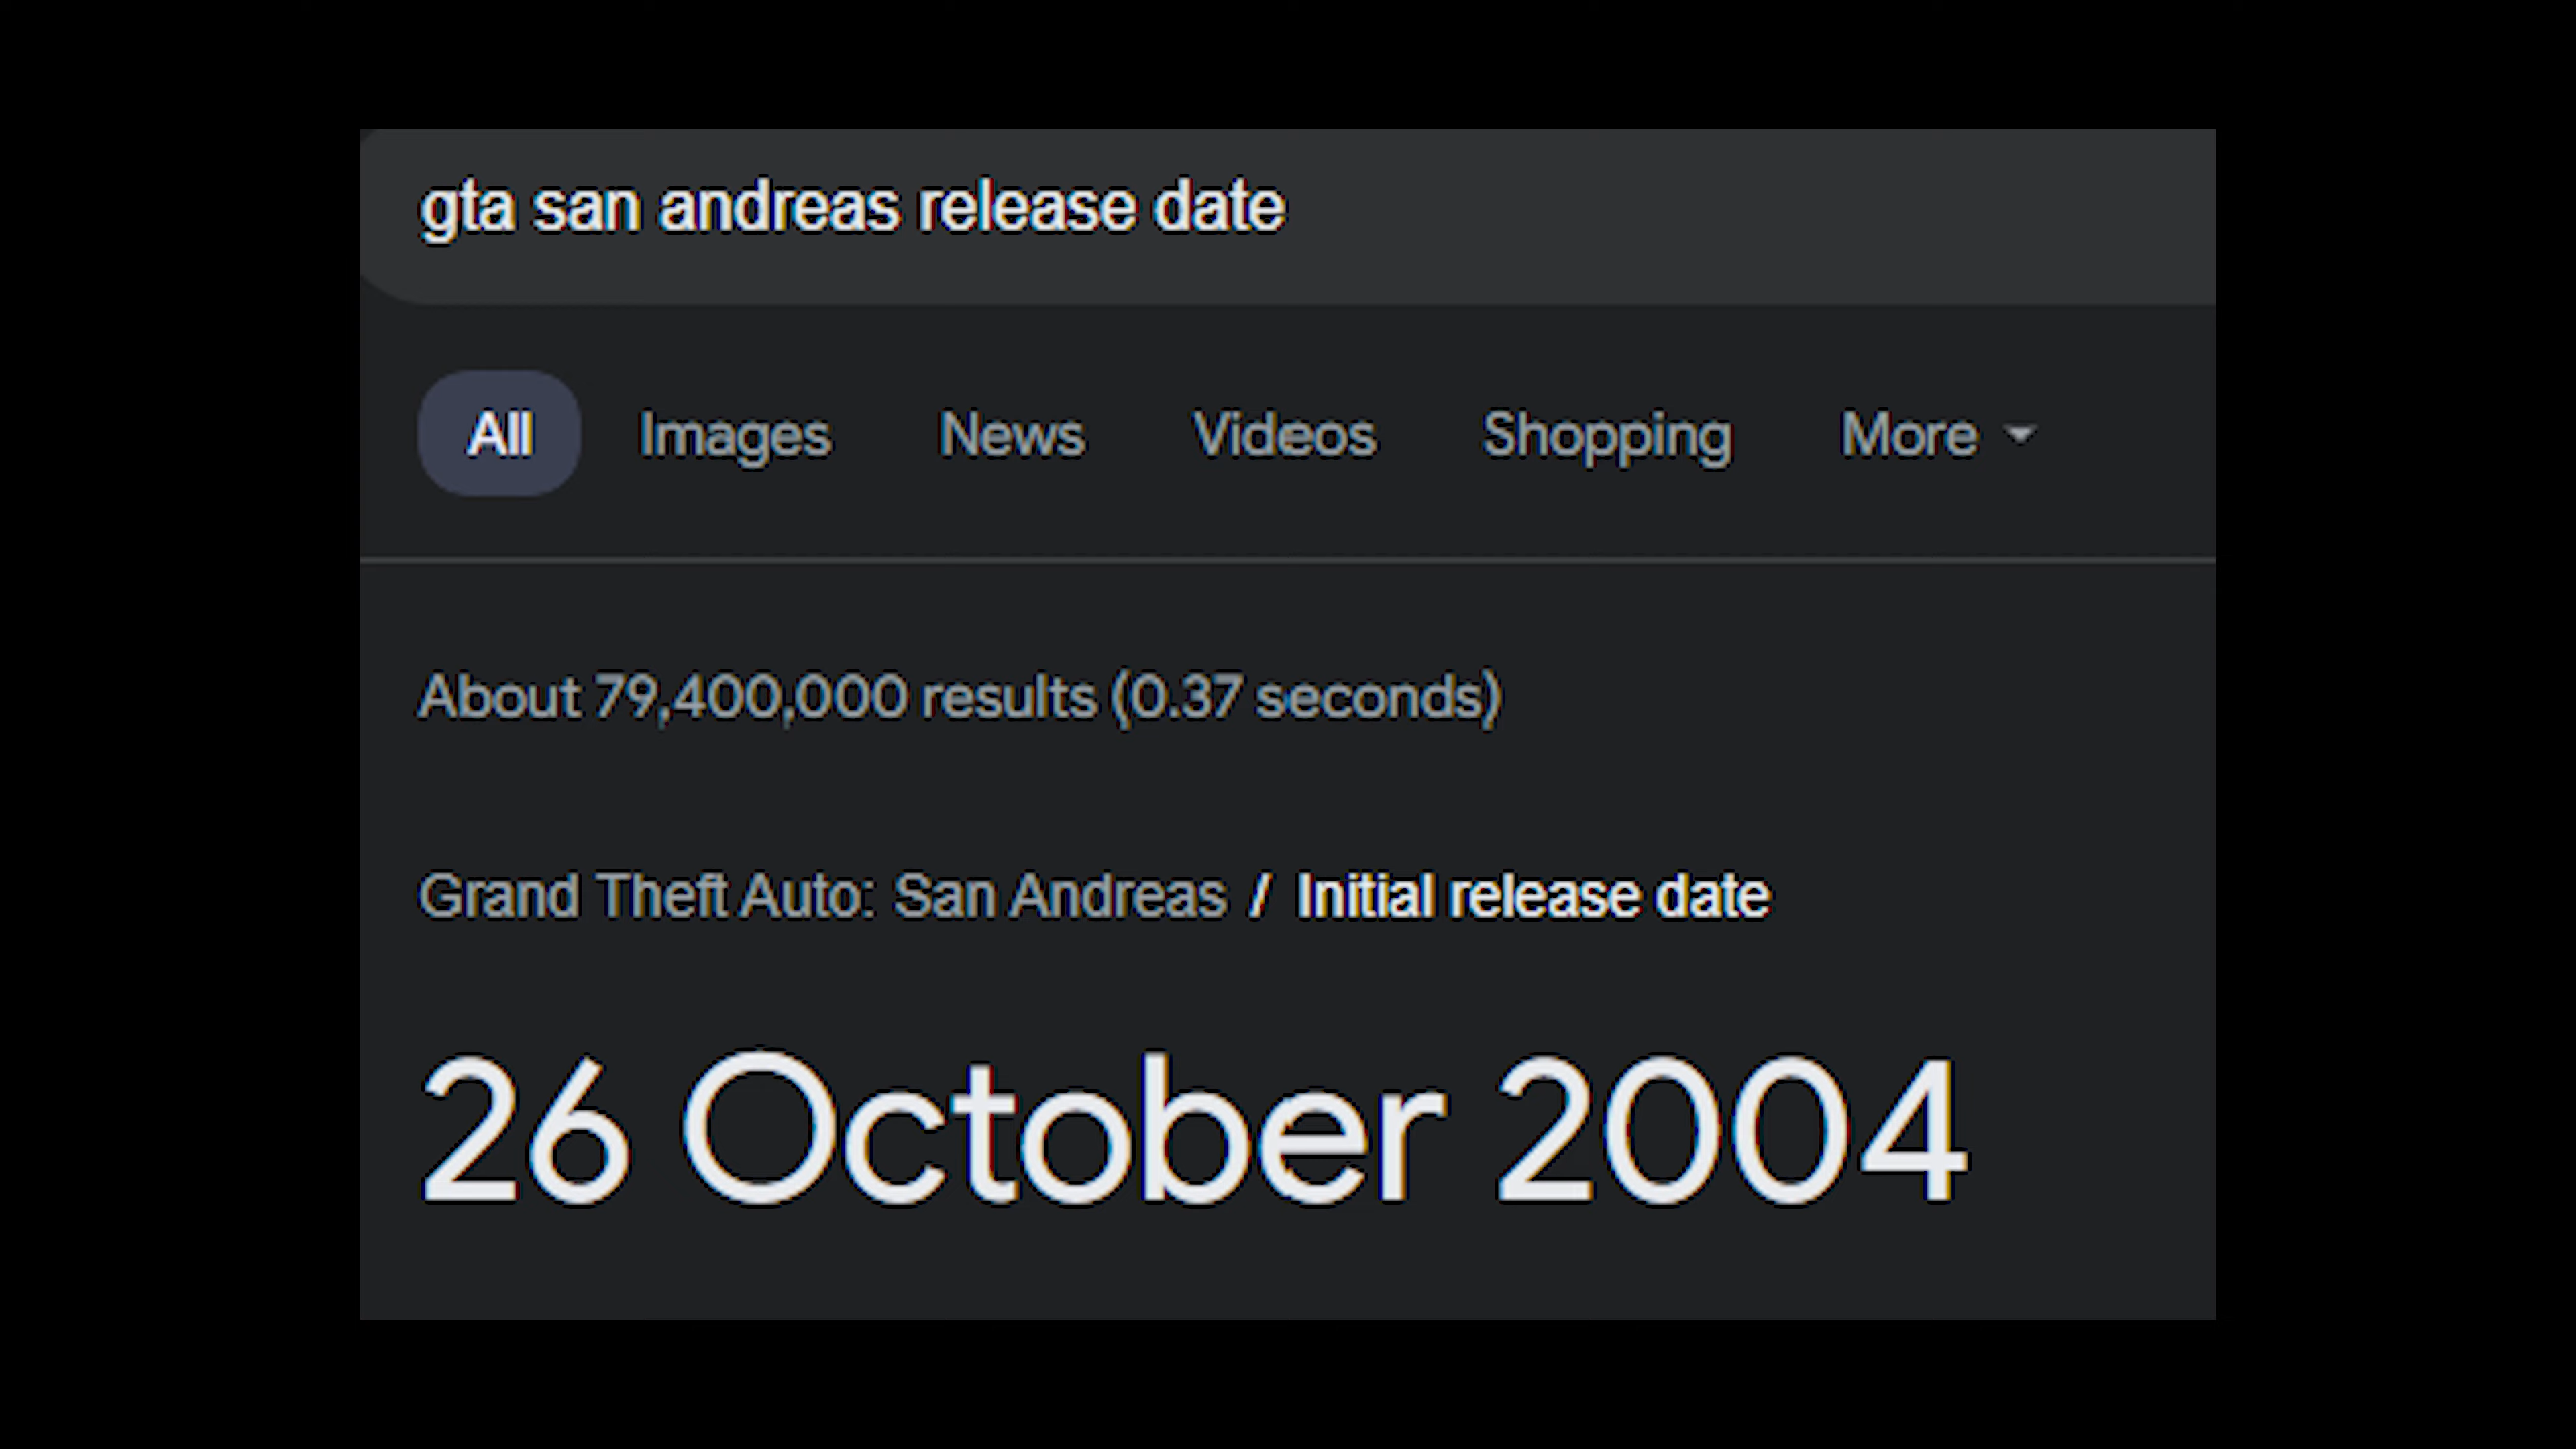 gta san andreas release date
All Images News Videos Shopping More
About 79,400,000 results (0.37 seconds)
Grand Theft Auto: San Andreas / Initial release date
26 October 2004